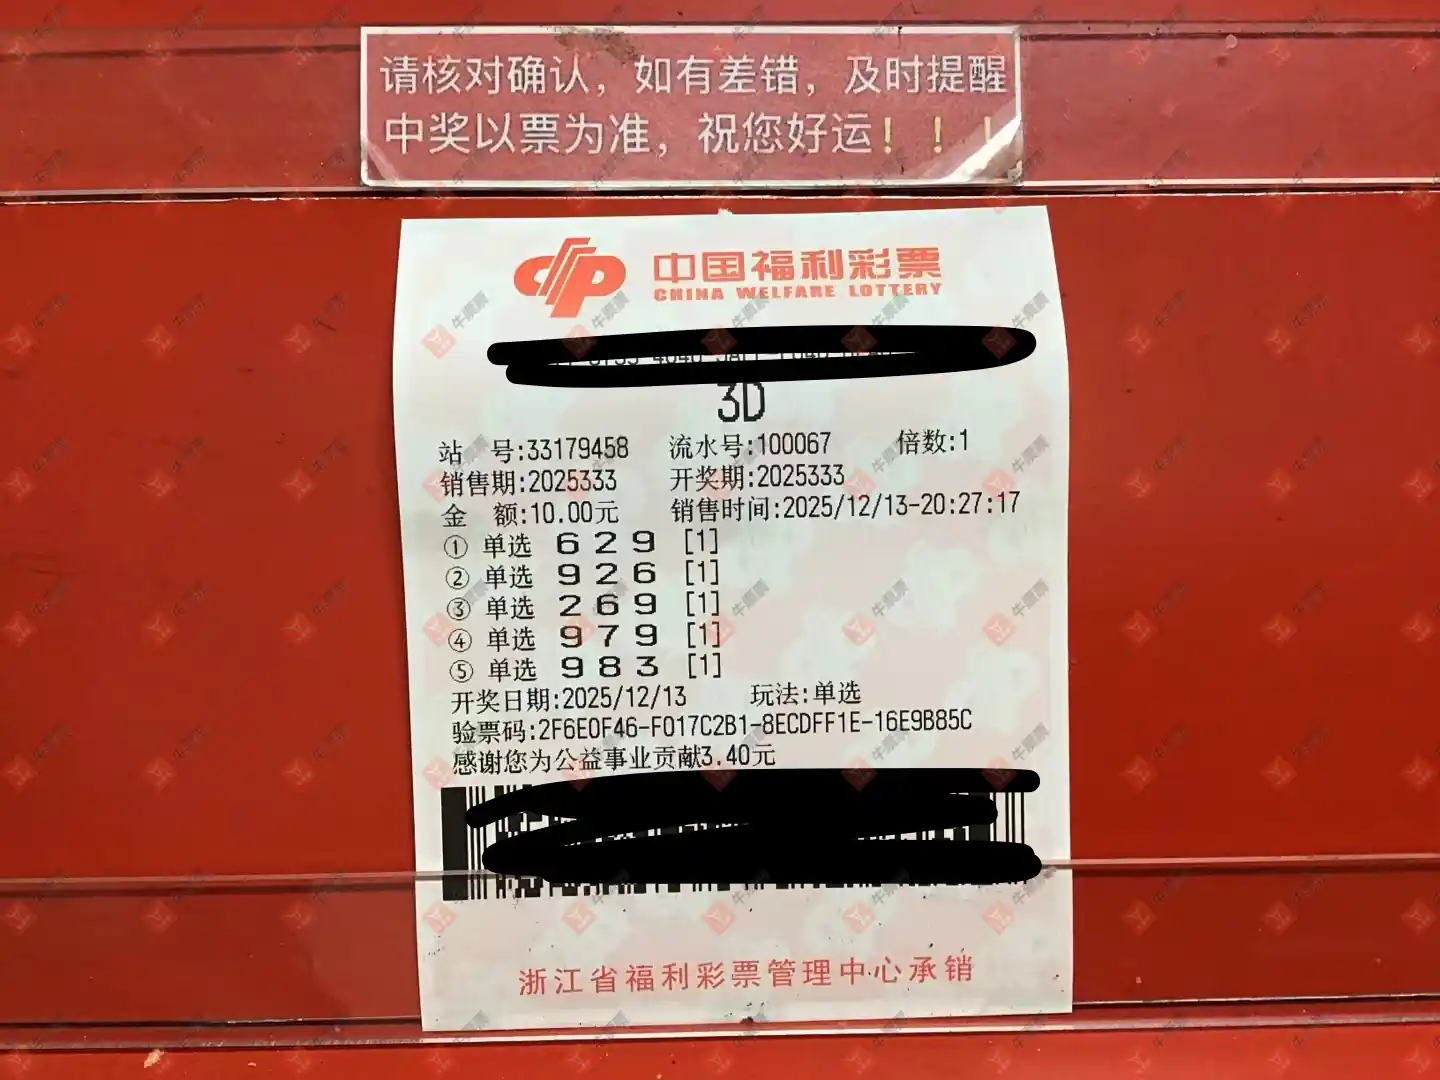 请核对确认，如有差错，及时提醒
中奖以票为准，祝您好运！！！
中国福利彩票
CHINA WELFARE LOTTERY
3D
站 号:33179458 流水号:100067 倍数:1
销售期:2025333 开奖期:2025333
金 额:10.00元 销售时间:2025/12/13-20:27:17
① 单选 6 2 9 [1]
② 单选 9 2 6 [1]
③ 单选 2 6 9 [1]
④ 单选 9 7 9 [1]
⑤ 单选 9 8 3 [1]
开奖日期:2025/12/13 玩法:单选
验票码:2F6E0F46-F017C2B1-8ECDFF1E-16E9B85C
感谢您为公益事业贡献3.40元
浙江省福利彩票管理中心承销